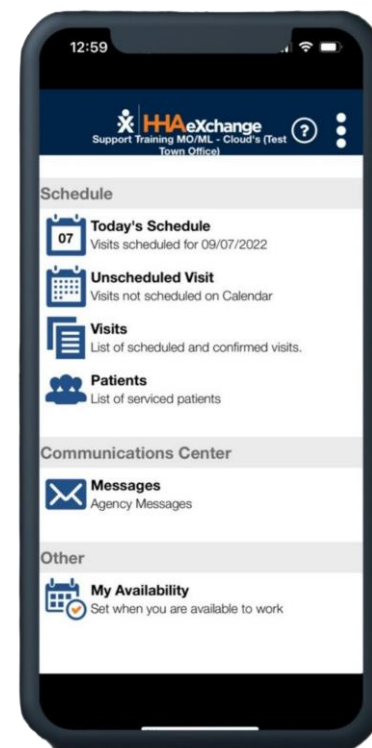 12:59
HHAeXchange
Support Training MO/ML - Cloud's (Test
Town Office)
?
Schedule
07
Today's Schedule
Visits scheduled for 09/07/2022
Unscheduled Visit
Visits not scheduled on Calendar
Visits
List of scheduled and confirmed visits.
Patients
List of serviced patients
Communications Center
Messages
Agency Messages
Other
My Availability
Set when you are available to work